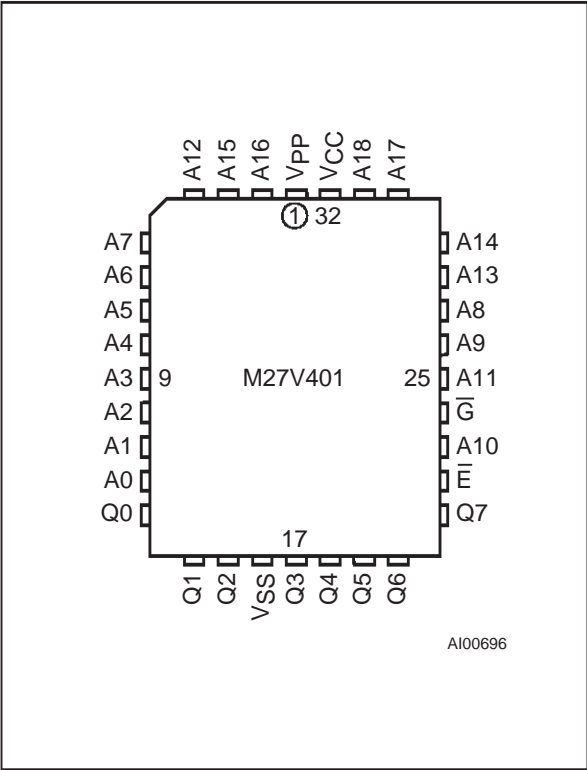 A12 A15 A16 VPP VCC A18 A17
1 32
A7 A14
A6 A13
A5 A8
A4 A9
A3 9 M27V401 25 A11
A2 G̅
A1 A10
A0 E̅
Q0 Q7
17
Q1 Q2 VSS Q3 Q4 Q5 Q6
AI00696